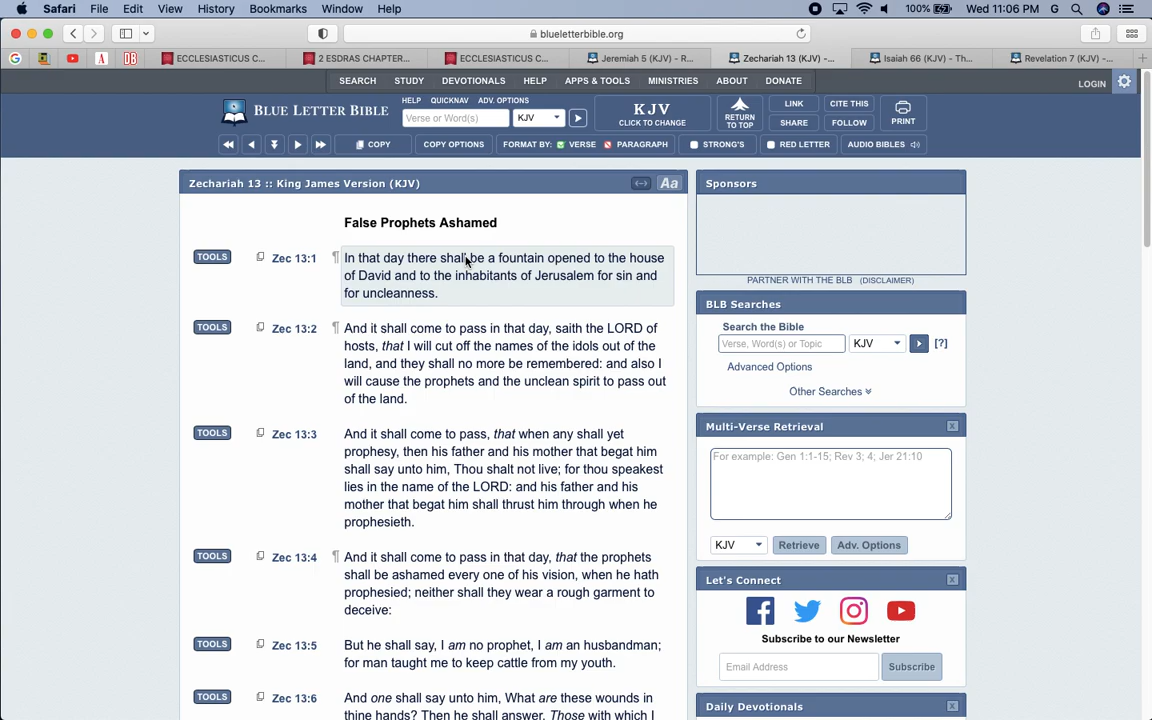 Safari File Edit View History Bookmarks Window Help 100% Wed 11:06 PM G
blueletterbible.org
G A DB ECCLESIASTICUS C... 2 ESDRAS CHAPTER... ECCLESIASTICUS C... Jeremiah 5 (KJV) - R... Zechariah 13 (KJV) -... Isaiah 66 (KJV) - Th... Revelation 7 (KJV) -...
SEARCH STUDY DEVOTIONALS HELP APPS & TOOLS MINISTRIES ABOUT DONATE LOGIN
BLUE LETTER BIBLE
HELP QUICKNAV ADV. OPTIONS
Verse or Word(s) KJV
KJV
CLICK TO CHANGE
RETURN
TO TOP
LINK CITE THIS
SHARE FOLLOW
PRINT
COPY COPY OPTIONS FORMAT BY: VERSE PARAGRAPH STRONG'S RED LETTER AUDIO BIBLES
Zechariah 13 :: King James Version (KJV) Aa
False Prophets Ashamed
TOOLS Zec 13:1 ¶ In that day there shall be a fountain opened to the house
of David and to the inhabitants of Jerusalem for sin and
for uncleanness.
TOOLS Zec 13:2 ¶ And it shall come to pass in that day, saith the LORD of
hosts, that I will cut off the names of the idols out of the
land, and they shall no more be remembered: and also I
will cause the prophets and the unclean spirit to pass out
of the land.
TOOLS Zec 13:3 And it shall come to pass, that when any shall yet
prophesy, then his father and his mother that begat him
shall say unto him, Thou shalt not live; for thou speakest
lies in the name of the LORD: and his father and his
mother that begat him shall thrust him through when he
prophesieth.
TOOLS Zec 13:4 ¶ And it shall come to pass in that day, that the prophets
shall be ashamed every one of his vision, when he hath
prophesied; neither shall they wear a rough garment to
deceive:
TOOLS Zec 13:5 But he shall say, I am no prophet, I am an husbandman;
for man taught me to keep cattle from my youth.
TOOLS Zec 13:6 And one shall say unto him, What are these wounds in
thine hands? Then he shall answer, Those with which I
Sponsors
PARTNER WITH THE BLB (DISCLAIMER)
BLB Searches
Search the Bible
Verse, Word(s) or Topic KJV [?]
Advanced Options
Other Searches
Multi-Verse Retrieval x
For example: Gen 1:1-15; Rev 3; 4; Jer 21:10
KJV Retrieve Adv. Options
Let's Connect x
Subscribe to our Newsletter
Email Address Subscribe
Daily Devotionals x